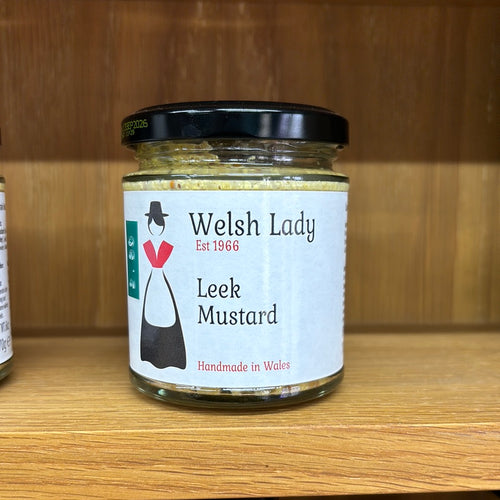 Welsh Lady
Est 1966
Leek
Mustard
Handmade in Wales